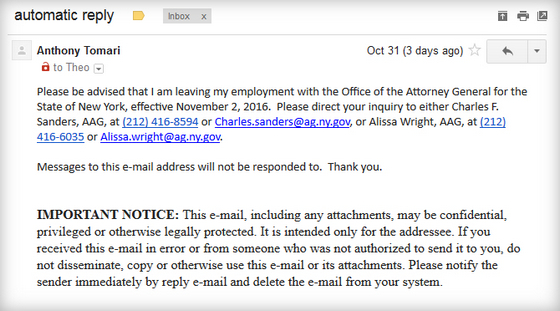 automatic reply
Inbox x
Anthony Tomari
Oct 31 (3 days ago)
to Theo
Please be advised that I am leaving my employment with the Office of the Attorney General for the
State of New York, effective November 2, 2016.  Please direct your inquiry to either Charles F.
Sanders, AAG, at (212) 416-8594 or Charles.sanders@ag.ny.gov, or Alissa Wright, AAG, at (212)
416-6035 or Alissa.wright@ag.ny.gov.
Messages to this e-mail address will not be responded to.  Thank you.
IMPORTANT NOTICE: This e-mail, including any attachments, may be confidential,
privileged or otherwise legally protected. It is intended only for the addressee. If you
received this e-mail in error or from someone who was not authorized to send it to you, do
not disseminate, copy or otherwise use this e-mail or its attachments. Please notify the
sender immediately by reply e-mail and delete the e-mail from your system.